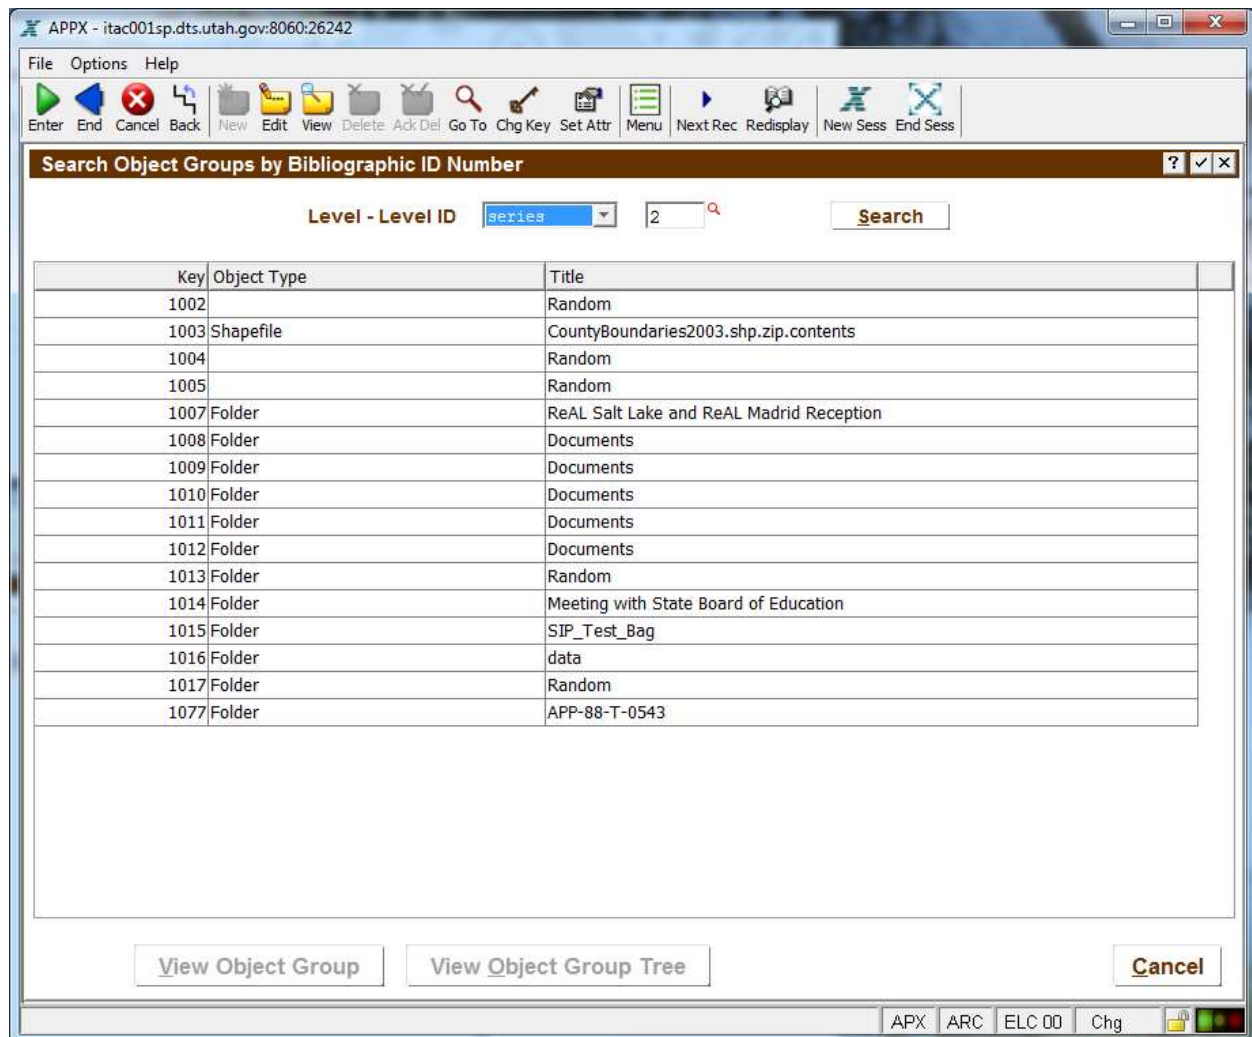 APPX - itac001sp.dts.utah.gov:8060:26242
File Options Help
Enter End Cancel Back New Edit View Delete Ack Del Go To Chg Key Set Attr Menu Next Rec Redisplay New Sess End Sess
Search Object Groups by Bibliographic ID Number ?
Level - Level ID series 2 Search
Key Object Type Title
1002 Random
1003 Shapefile CountyBoundaries2003.shp.zip.contents
1004 Random
1005 Random
1007 Folder ReAL Salt Lake and ReAL Madrid Reception
1008 Folder Documents
1009 Folder Documents
1010 Folder Documents
1011 Folder Documents
1012 Folder Documents
1013 Folder Random
1014 Folder Meeting with State Board of Education
1015 Folder SIP_Test_Bag
1016 Folder data
1017 Folder Random
1077 Folder APP-88-T-0543
View Object Group View Object Group Tree Cancel
APX ARC ELC 00 Chg